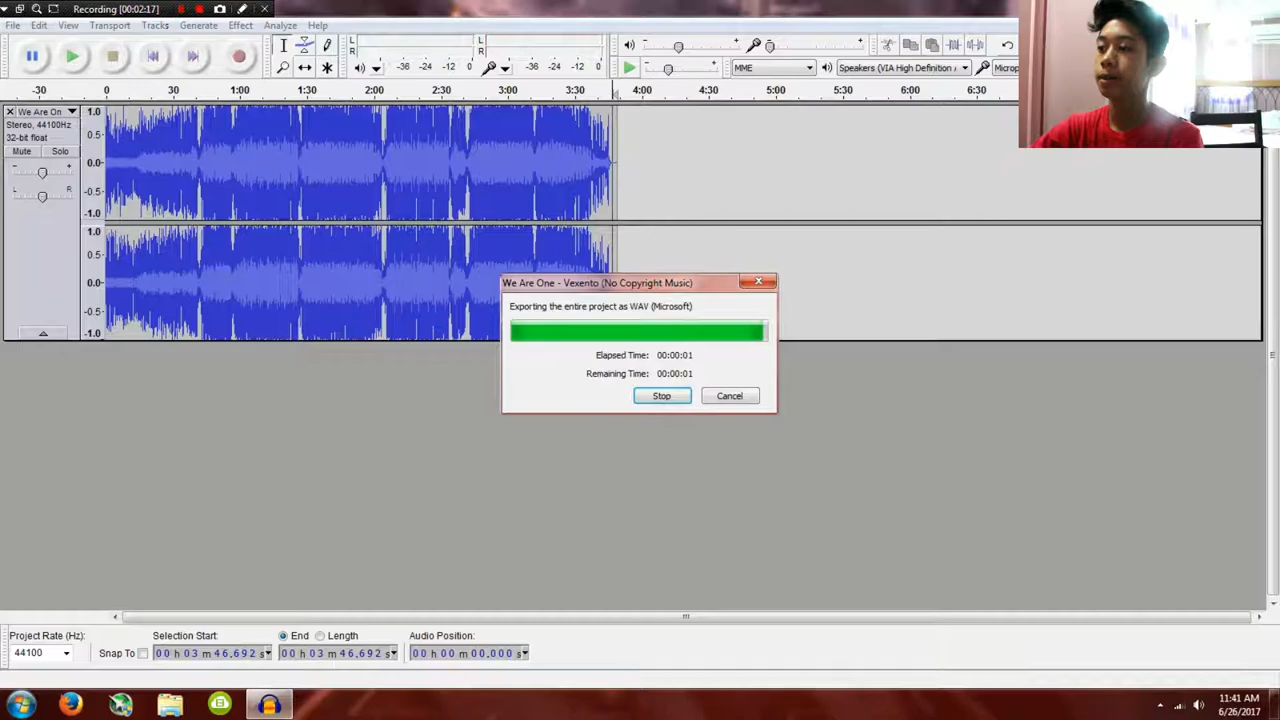 Recording [00:02:17]
File Edit View Transport Tracks Generate Effect Analyze Help
L
R
-36 -24 -12 0
L
R
-36 -24 -12 0
MME
Speakers (VIA High Definition
Microp
-30 0 30 1:00 1:30 2:00 2:30 3:00 3:30 4:00 4:30 5:00 5:30 6:00 6:30
We Are On
Stereo, 44100Hz
32-bit float
Mute Solo
- +
L R
1.0
0.5
0.0
-0.5
-1.0
1.0
0.5
0.0
-0.5
-1.0
We Are One - Vexento (No Copyright Music)
Exporting the entire project as WAV (Microsoft)
Elapsed Time: 00:00:01
Remaining Time: 00:00:01
Stop Cancel
Project Rate (Hz): Selection Start: End Length Audio Position:
44100 Snap To 00 h 03 m 46.692 s 00 h 03 m 46.692 s 00 h 00 m 00.000 s
11:41 AM
6/26/2017